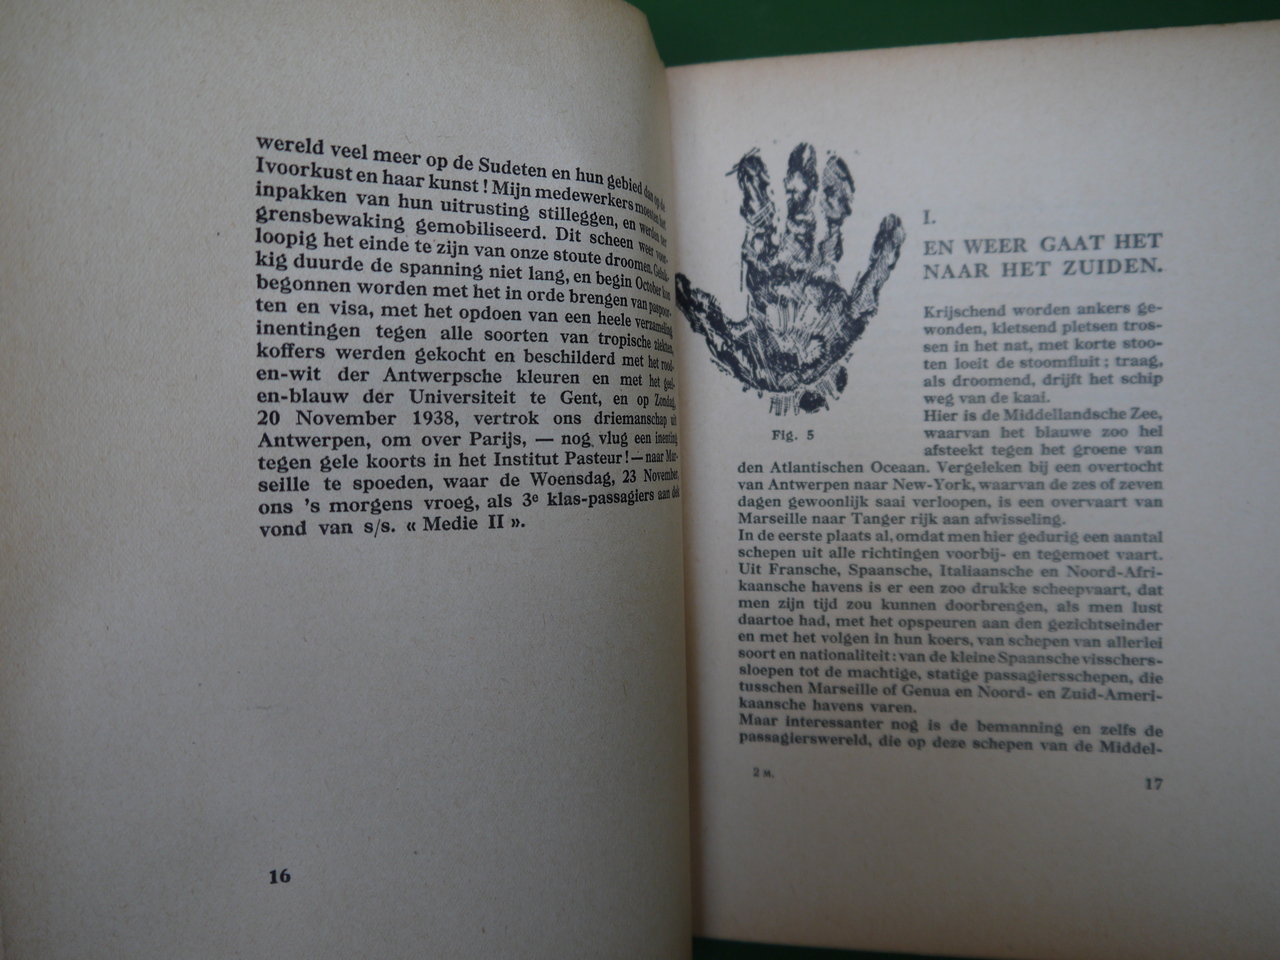 wereld veel meer op de Sudeten en hun gebied dan op de
Ivoorkust en haar kunst ! Mijn medewerkers moesten het
inpakken van hun uitrusting stilleggen, en werden ter
grensbewaking gemobiliseerd. Dit scheen weer voor-
loopig het einde te zijn van onze stoute droomen. Geluk-
kig duurde de spanning niet lang, en begin October kon
begonnen worden met het in orde brengen van paspoor-
ten en visa, met het opdoen van een heele verzameling
inentingen tegen alle soorten van tropische ziekten,
koffers werden gekocht en beschilderd met het rood-
en-wit der Antwerpsche kleuren en met het geel-
en-blauw der Universiteit te Gent, en op Zondag,
20 November 1938, vertrok ons driemanschap uit
Antwerpen, om over Parijs, — nog vlug een inenting
tegen gele koorts in het Institut Pasteur ! — naar Mar-
seille te spoeden, waar de Woensdag, 23 November,
ons 's morgens vroeg, als 3e klas-passagiers aan dek
vond van s/s. « Medie II ».
16
Fig. 5
I.
EN WEER GAAT HET
NAAR HET ZUIDEN.
Krijschend worden ankers ge-
wonden, kletsend pletsen tros-
sen in het nat, met korte stoo-
ten loeit de stoomfluit ; traag,
als droomend, drijft het schip
weg van de kaai.
Hier is de Middellandsche Zee,
waarvan het blauwe zoo hel
afsteekt tegen het groene van
den Atlantischen Oceaan. Vergeleken bij een overtocht
van Antwerpen naar New-York, waarvan de zes of zeven
dagen gewoonlijk saai verloopen, is een overvaart van
Marseille naar Tanger rijk aan afwisseling.
In de eerste plaats al, omdat men hier gedurig een aantal
schepen uit alle richtingen voorbij- en tegemoet vaart.
Uit Fransche, Spaansche, Italiaansche en Noord-Afri-
kaansche havens is er een zoo drukke scheepvaart, dat
men zijn tijd zou kunnen doorbrengen, als men lust
daartoe had, met het opspeuren aan den gezichtseinder
en met het volgen in hun koers, van schepen van allerlei
soort en nationaliteit : van de kleine Spaansche visschers-
sloepen tot de machtige, statige passagiersschepen, die
tusschen Marseille of Genua en Noord- en Zuid-Ameri-
kaansche havens varen.
Maar interessanter nog is de bemanning en zelfs de
passagierswereld, die op deze schepen van de Middel-
2 M.
17